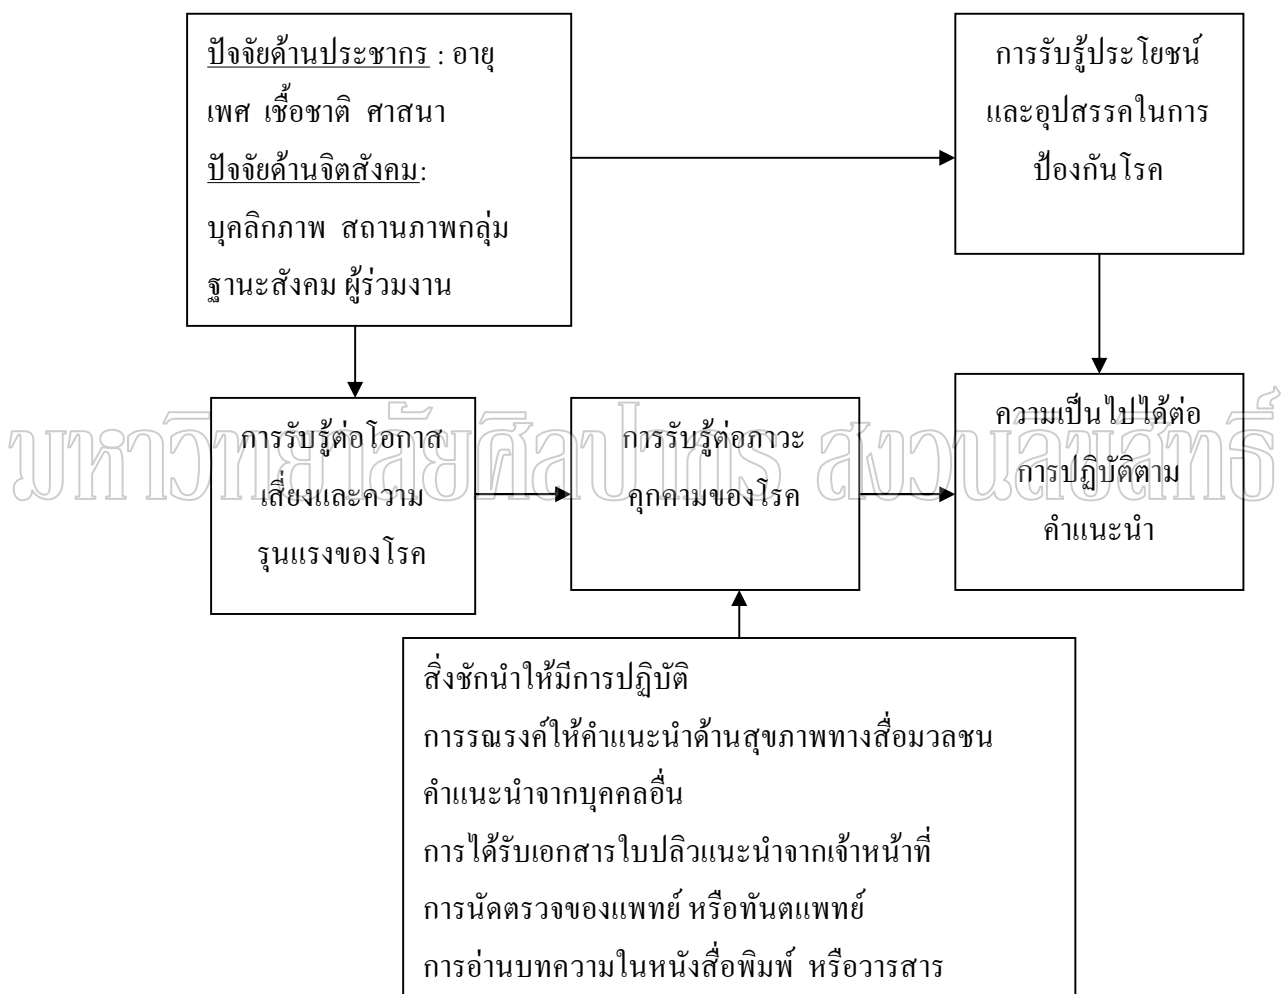 ปัจจัยด้านประชากร : อายุ
เพศ เชื้อชาติ ศาสนา
ปัจจัยด้านจิตสังคม:
บุคลิกภาพ สถานภาพกลุ่ม
ฐานะสังคม ผู้ร่วมงาน
การรับรู้ประโยชน์
และอุปสรรคในการ
ป้องกันโรค
การรับรู้ต่อโอกาส
เสี่ยงและความ
รุนแรงของโรค
การรับรู้ต่อภาวะ
คุกคามของโรค
ความเป็นไปได้ต่อ
การปฏิบัติตาม
คำแนะนำ
มหาวิทยาลัยศิลปากร สงวนลิขสิทธิ์
สิ่งชักนำให้มีการปฏิบัติ
การรณรงค์ให้คำแนะนำด้านสุขภาพทางสื่อมวลชน
คำแนะนำจากบุคคลอื่น
การได้รับเอกสารใบปลิวแนะนำจากเจ้าหน้าที่
การนัดตรวจของแพทย์ หรือทันตแพทย์
การอ่านบทความในหนังสือพิมพ์ หรือวารสาร